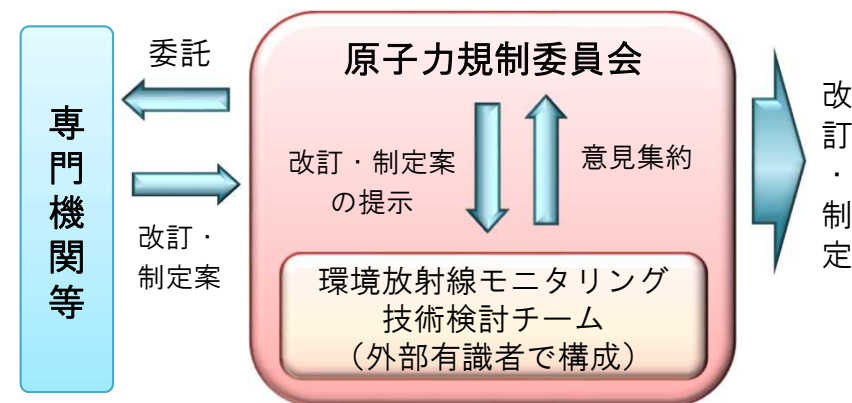 専門機関等
委託
改訂・
制定案
原子力規制委員会
改訂・制定案
の提示
意見集約
環境放射線モニタリング
技術検討チーム
（外部有識者で構成）
改訂・制定